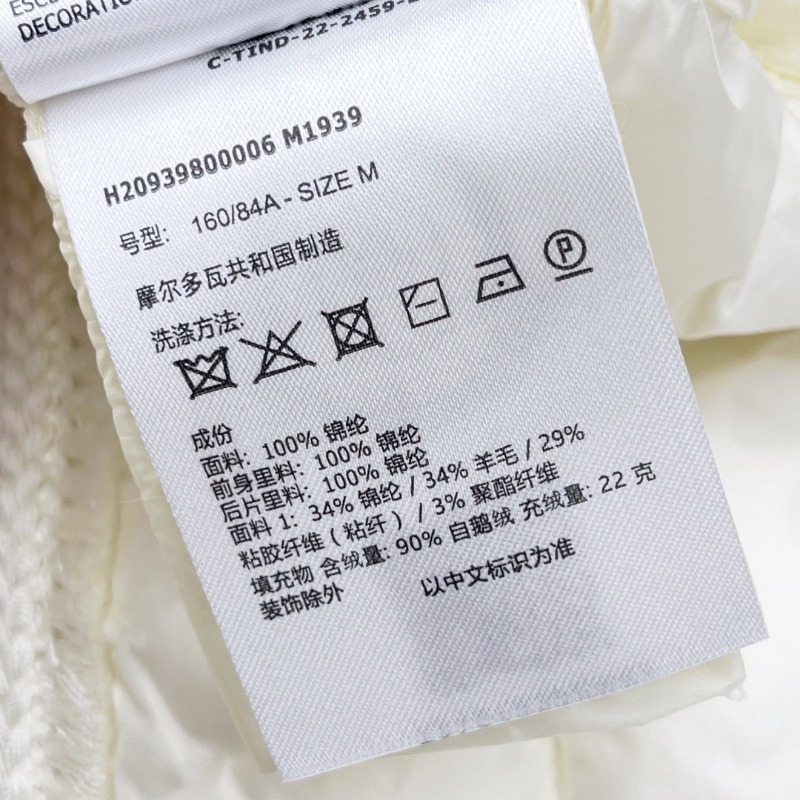 DECORATIO
C-TIND-22-2459-
H20939800006 M1939
号型: 160/84A - SIZE M
摩尔多瓦共和国制造
洗涤方法:
成份
面料: 100% 锦纶
前身里料: 100% 锦纶
后片里料: 100% 锦纶
面料 1: 34% 锦纶 / 34% 羊毛 / 29%
粘胶纤维 ( 粘纤 ) / 3% 聚酯纤维
填充物 含绒量: 90% 白鹅绒 充绒量: 22 克
装饰除外 以中文标识为准